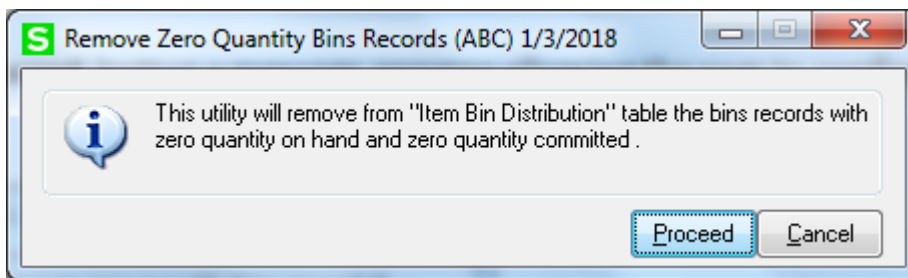 S Remove Zero Quantity Bins Records (ABC) 1/3/2018
This utility will remove from "Item Bin Distribution" table the bins records with
zero quantity on hand and zero quantity committed .
Proceed Cancel